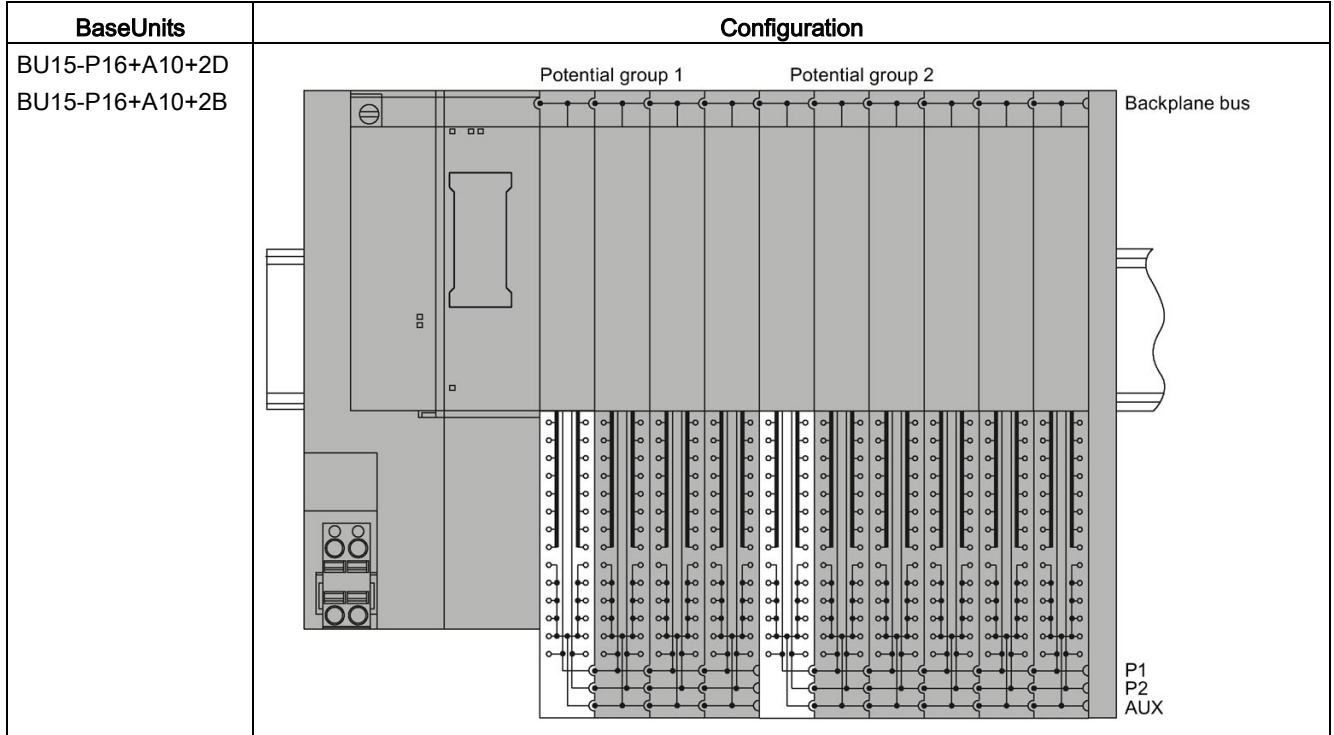 BaseUnits
Configuration
BU15-P16+A10+2D
BU15-P16+A10+2B
Potential group 1
Potential group 2
Backplane bus
P1
P2
AUX